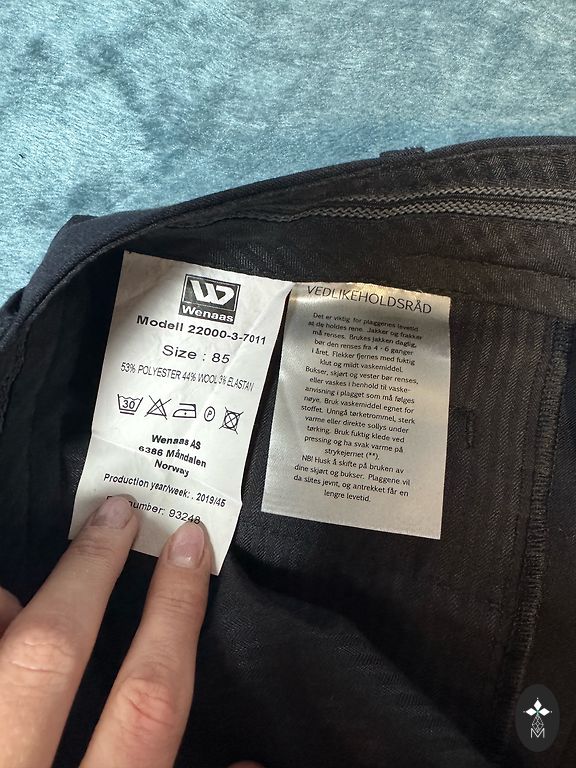 Wenaas
Modell 22000-3-7011
Size : 85
53% POLYESTER 44% WOOL 3% ELASTAN
30
P
Wenaas AS
6386 Måndalen
Norway
Production year/week: , 2019/45
number: 93248
VEDLIKEHOLDSRÅD
Det er viktig for plaggenes levetid
at de holdes rene. Jakker og frakker
må renses. Brukes jakken daglig,
bør den renses fra 4 - 6 ganger
i året. Flekker fjernes med fuktig
klut og mildt vaskemiddel.
Bukser, skjørt og vester bør renses,
eller vaskes i henhold til vaske-
anvisning i plagget som må følges
nøye. Bruk vaskemiddel egnet for
stoffet. Unngå tørketrommel, sterk
varme eller direkte sollys under
tørking. Bruk fuktig klede ved
pressing og ha svak varme på
strykejernet (**).
NB! Husk å skifte på bruken av
dine skjørt og bukser. Plaggene vil
da slites jevnt, og antrekket får en
lengre levetid.
M